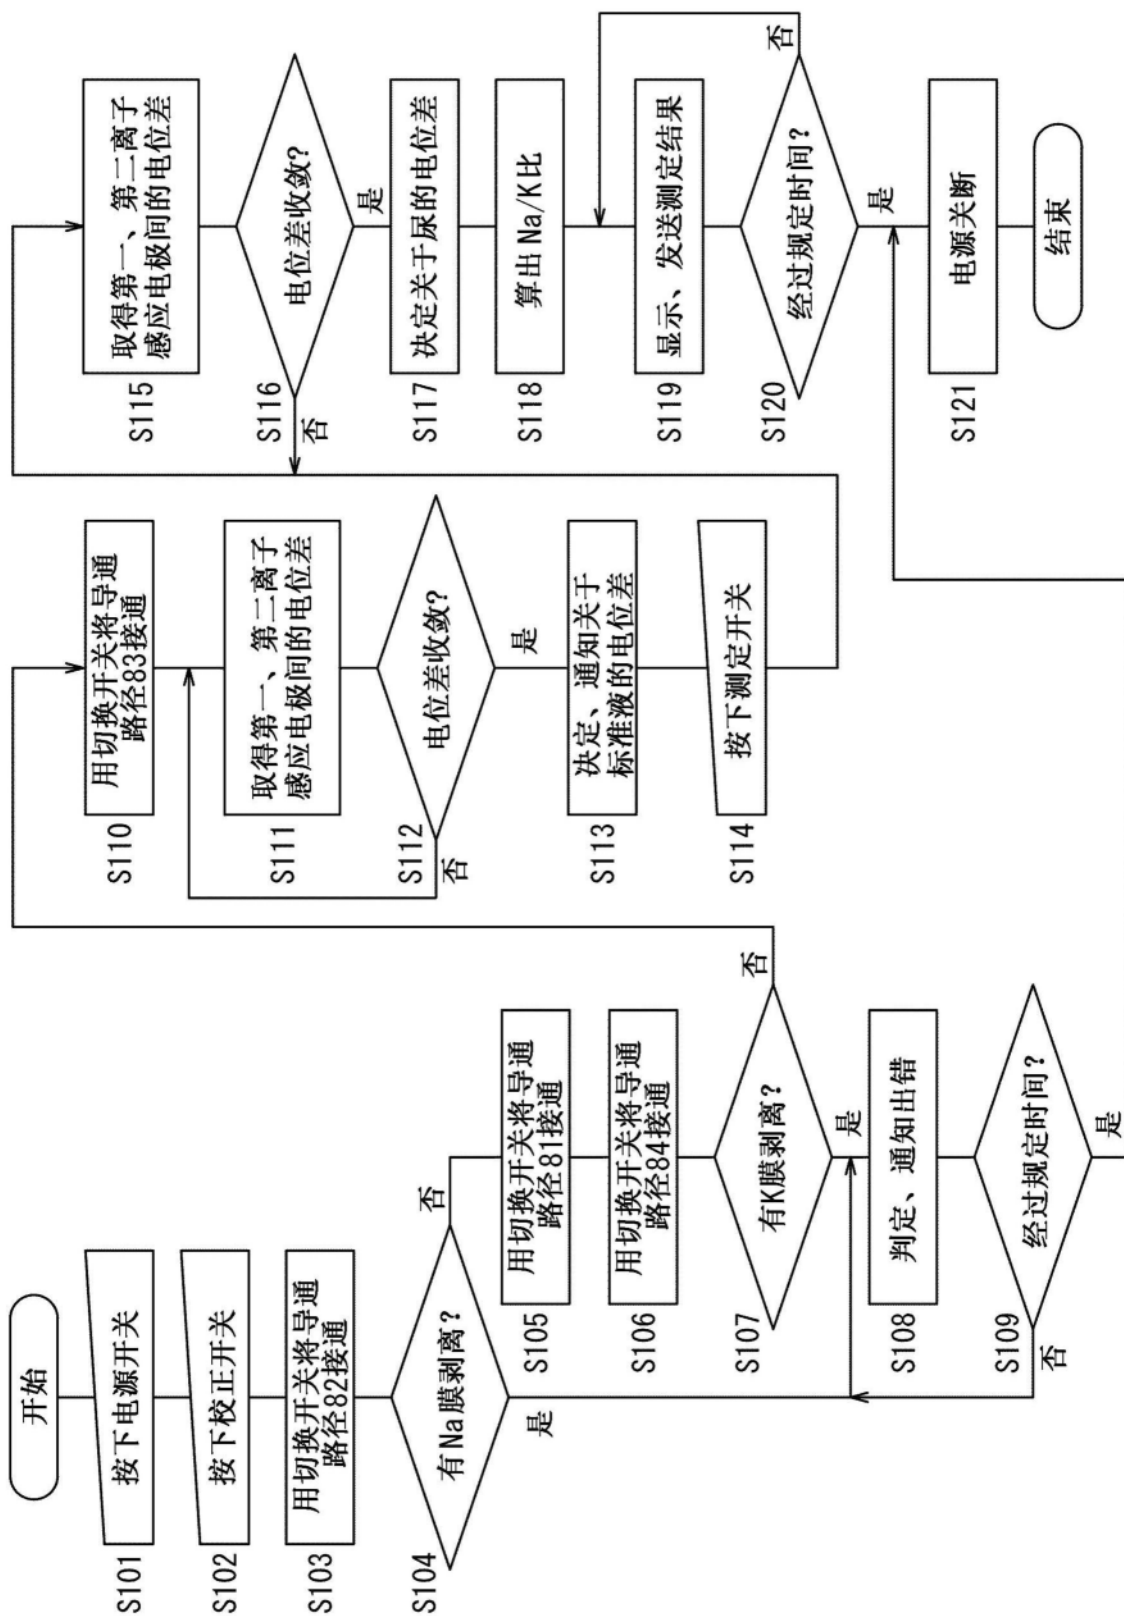 开始
S101
按下电源开关
S102
按下校正开关
S103
用切换开关将导通
路径82接通
S104
有Na膜剥离?
否
是
S105
用切换开关将导通
路径81接通
S106
用切换开关将导通
路径84接通
S107
有K膜剥离?
否
是
S108
判定、通知出错
S109
经过规定时间?
否
是
S110
用切换开关将导通
路径83接通
S111
取得第一、第二离子
感应电极间的电位差
S112
电位差收敛?
否
是
S113
决定、通知关于
标准液的电位差
S114
按下测定开关
S115
取得第一、第二离子
感应电极间的电位差
S116
电位差收敛?
否
是
S117
决定关于尿的电位差
S118
算出Na/K比
S119
显示、发送测定结果
S120
经过规定时间?
否
是
S121
电源关断
结束